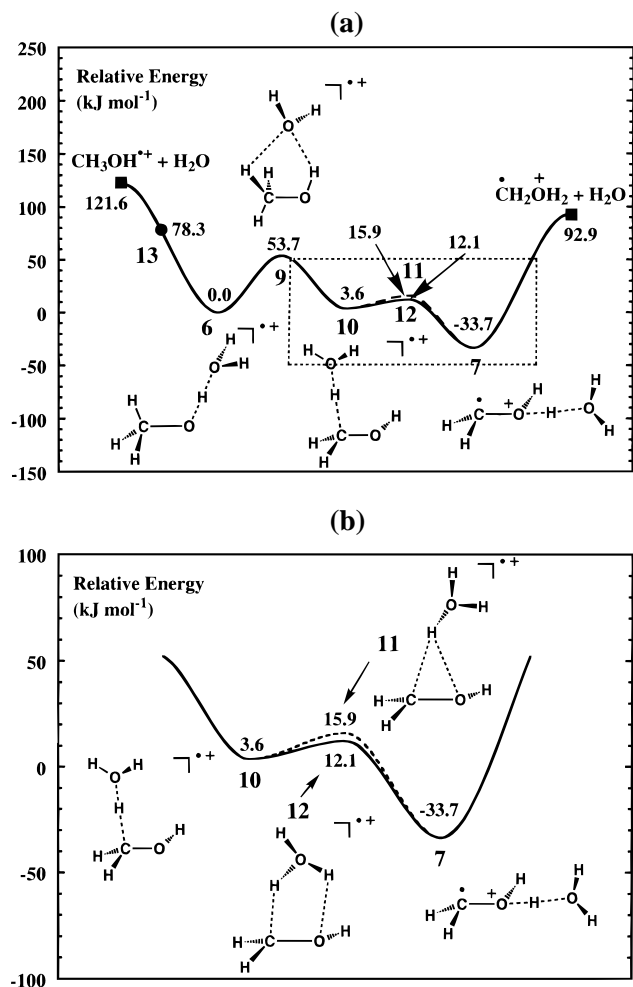 (a)
250
200
150
100
50
0
-50
-100
-150
Relative Energy
(kJ mol⁻¹)
CH₃OH•+ + H₂O
121.6
13
78.3
0.0
6
53.7
9
3.6
10
15.9
12.1
11
12
-33.7
7
•CH₂O+H₂ + H₂O
92.9
H H O H H C O H H ⎤•+
H O H H H H C O H H ⎤•+
H O H H H C O H H ⎤•+
H • C H + O H H O H H
(b)
100
50
0
-50
-100
Relative Energy
(kJ mol⁻¹)
3.6
10
15.9
11
12.1
12
-33.7
7
H O H H H C O H H ⎤•+
H O H H H C O H H ⎤•+
H O H H H C O H H ⎤•+
H • C H + O H H O H H